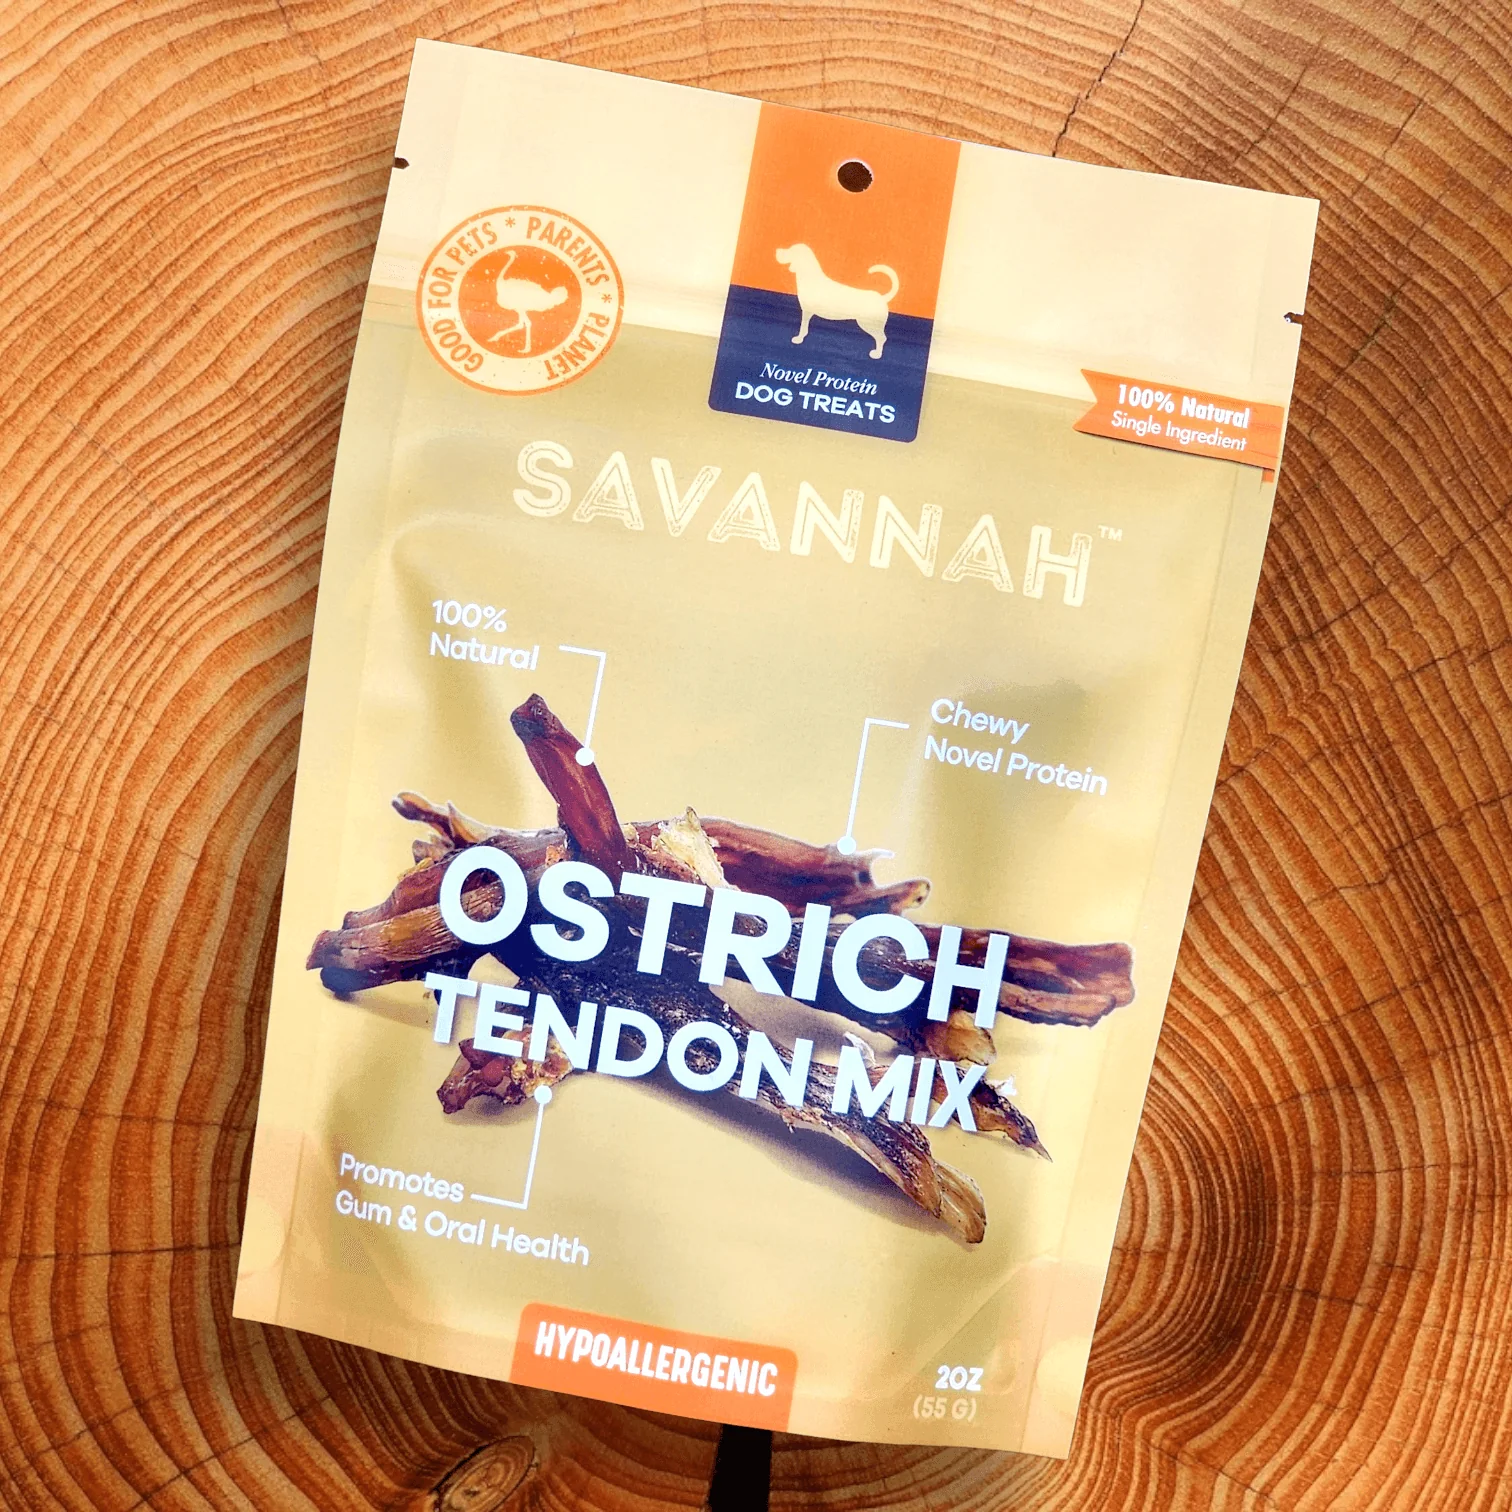 GOOD FOR PETS * PARENTS * PLANET
Novel Protein
DOG TREATS
100% Natural
Single Ingredient
SAVANNAH™
100%
Natural
Chewy
Novel Protein
OSTRICH
TENDON MIX
Promotes
Gum & Oral Health
HYPOALLERGENIC
2OZ
(55 G)